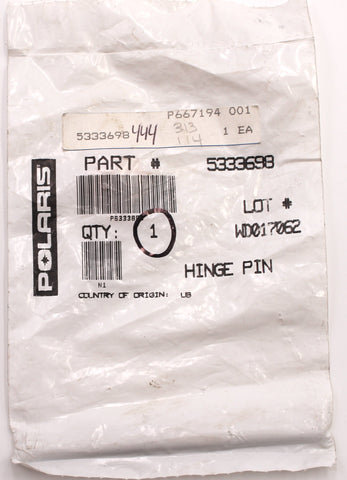 P667194 001
5333698 444 313 1 EA
114
PART # 5333698
P533369
LOT #
QTY: 1 WD017062
N1
HINGE PIN
COUNTRY OF ORIGIN: US
POLARIS